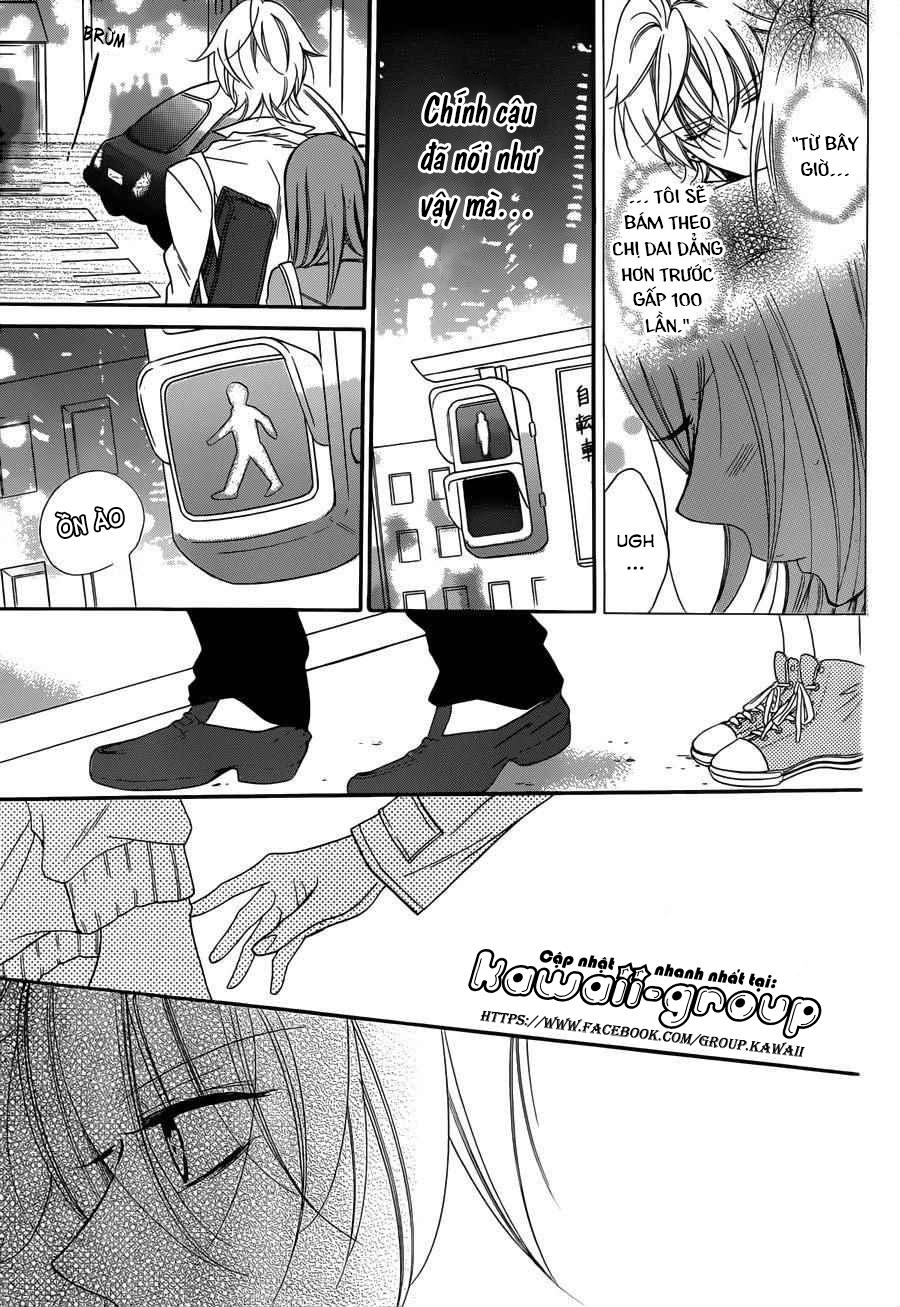 "TỪ BÂY
GIỜ...
... TÔI SẼ
BÁM THEO
CHỊ DAI DẲNG
HƠN TRƯỚC
GẤP 100
LẦN."
UGH
...
Chính cậu
đã nói như
vậy mà...
自転車
BRỪM
ỒN ÀO
Cập nhật nhanh nhất tại:
kawaii-group
HTTPS://WWW.FACEBOOK.COM/GROUP.KAWAII